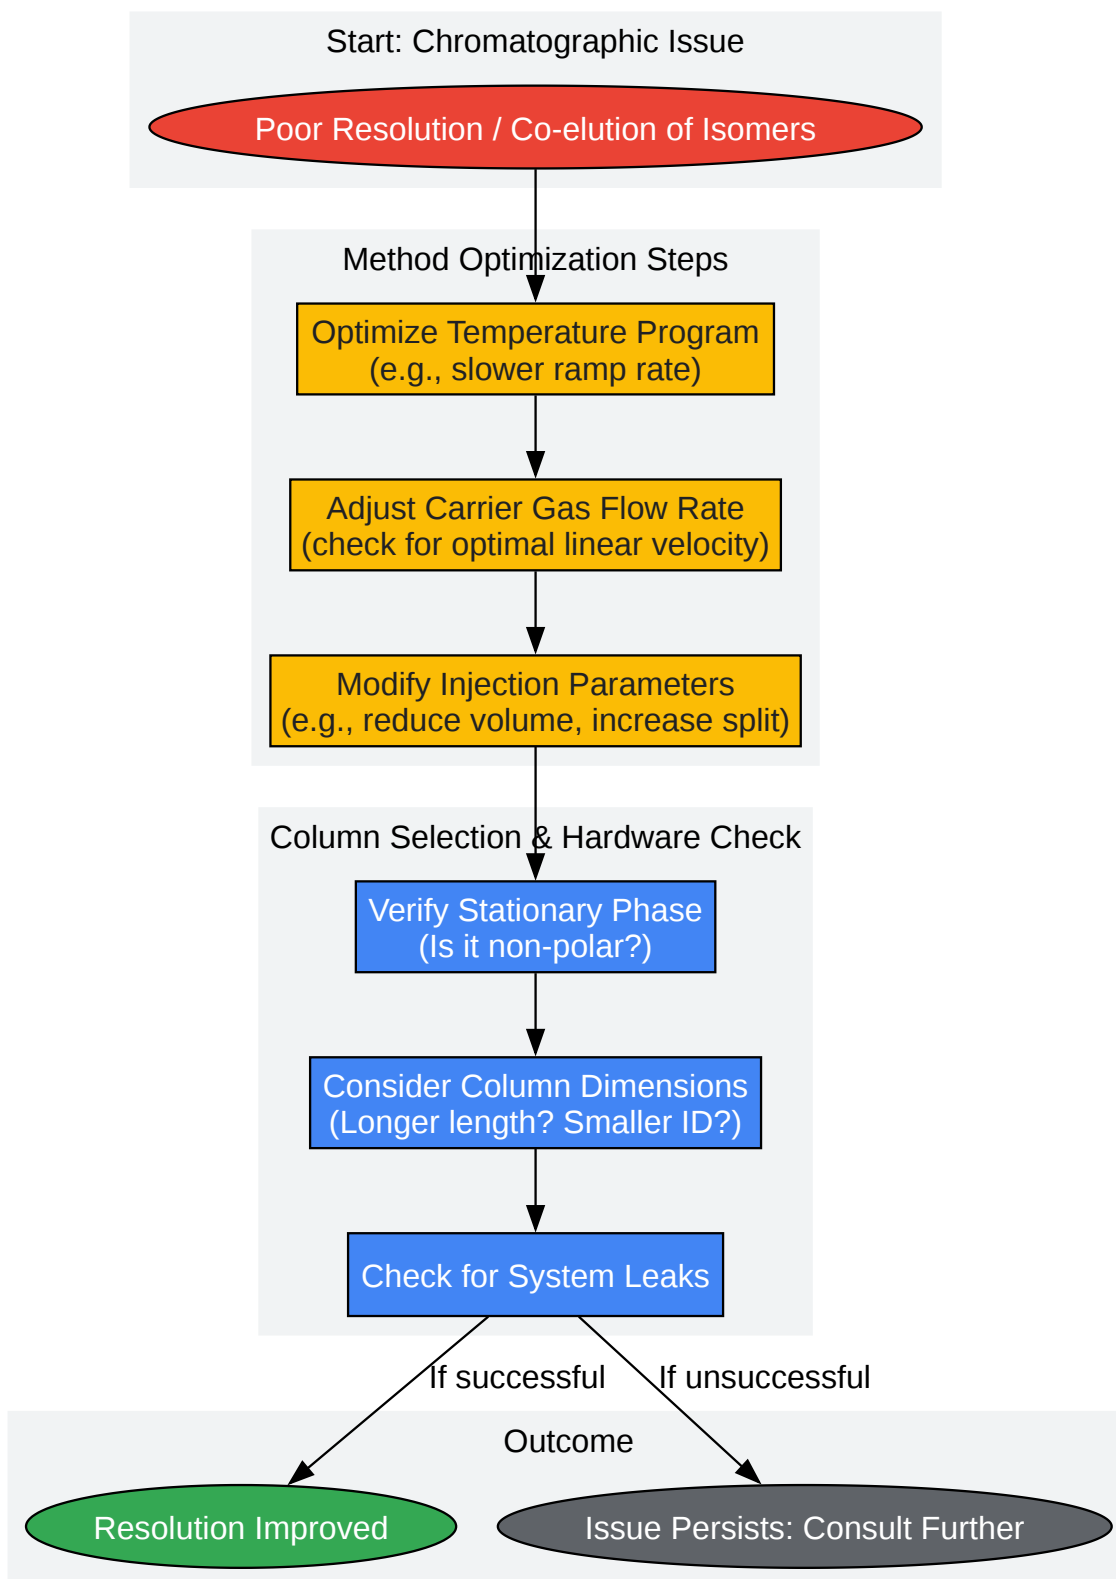 Start: Chromatographic Issue
Poor Resolution / Co-elution of Isomers
Method Optimization Steps
Optimize Temperature Program
(e.g., slower ramp rate)
Adjust Carrier Gas Flow Rate
(check for optimal linear velocity)
Modify Injection Parameters
(e.g., reduce volume, increase split)
Column Selection & Hardware Check
Verify Stationary Phase
(Is it non-polar?)
Consider Column Dimensions
(Longer length? Smaller ID?)
Check for System Leaks
If successful
If unsuccessful
Outcome
Resolution Improved
Issue Persists: Consult Further